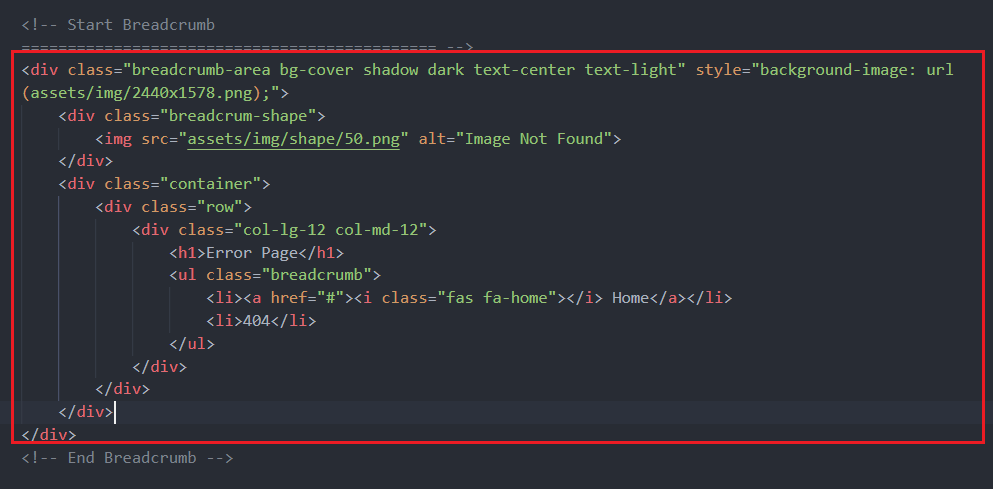 <!-- Start Breadcrumb
============================================= -->
<div class="breadcrumb-area bg-cover shadow dark text-center text-light" style="background-image: url
(assets/img/2440x1578.png);">
<div class="breadcrum-shape">
<img src="assets/img/shape/50.png" alt="Image Not Found">
</div>
<div class="container">
<div class="row">
<div class="col-lg-12 col-md-12">
<h1>Error Page</h1>
<ul class="breadcrumb">
<li><a href="#"><i class="fas fa-home"></i> Home</a></li>
<li>404</li>
</ul>
</div>
</div>
</div>
</div>
<!-- End Breadcrumb -->